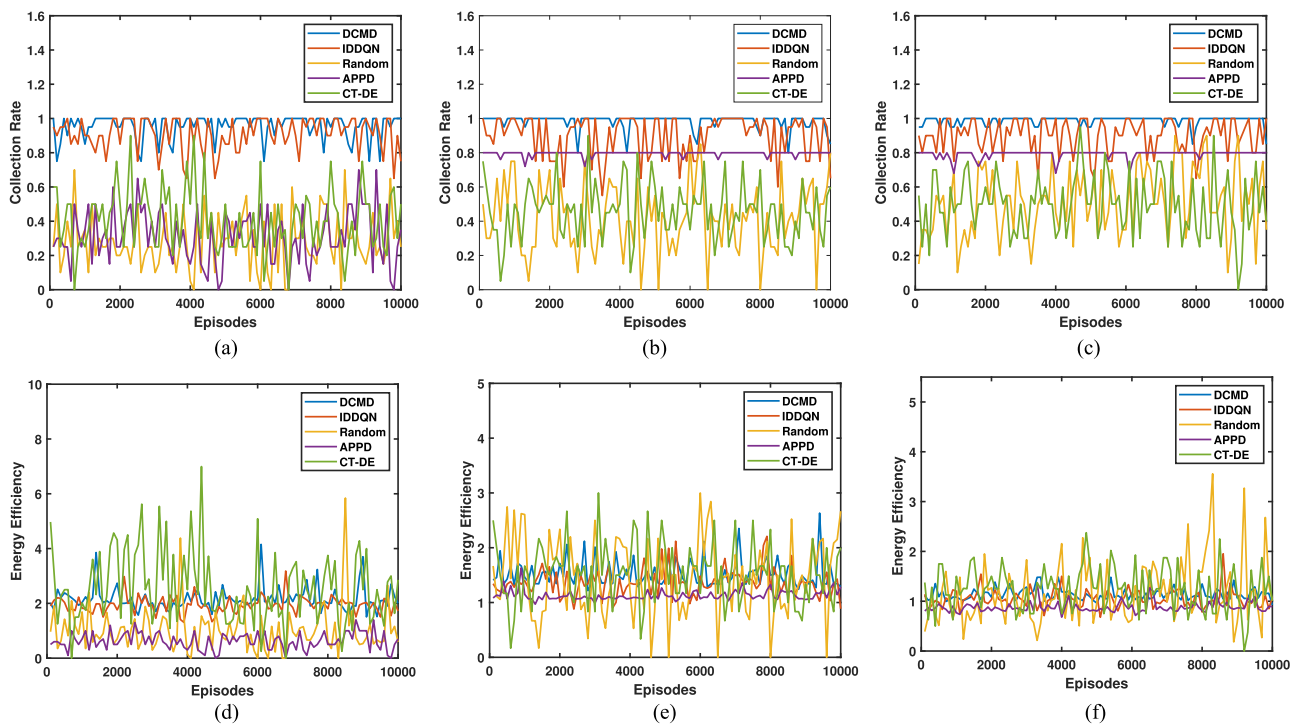 1.6
1.4
1.2
1
0.8
0.6
0.4
0.2
0
Collection Rate
DCMD
IDDQN
Random
APPD
CT-DE
0 2000 4000 6000 8000 10000
Episodes
(a)
1.6
1.4
1.2
1
0.8
0.6
0.4
0.2
0
Collection Rate
DCMD
IDDQN
Random
APPD
CT-DE
0 2000 4000 6000 8000 10000
Episodes
(b)
1.6
1.4
1.2
1
0.8
0.6
0.4
0.2
0
Collection Rate
DCMD
IDDQN
Random
APPD
CT-DE
0 2000 4000 6000 8000 10000
Episodes
(c)
10
8
6
4
2
0
Energy Efficiency
DCMD
IDDQN
Random
APPD
CT-DE
0 2000 4000 6000 8000 10000
Episodes
(d)
5
4
3
2
1
0
Energy Efficiency
DCMD
IDDQN
Random
APPD
CT-DE
0 2000 4000 6000 8000 10000
Episodes
(e)
5
4
3
2
1
0
Energy Efficiency
DCMD
IDDQN
Random
APPD
CT-DE
0 2000 4000 6000 8000 10000
Episodes
(f)